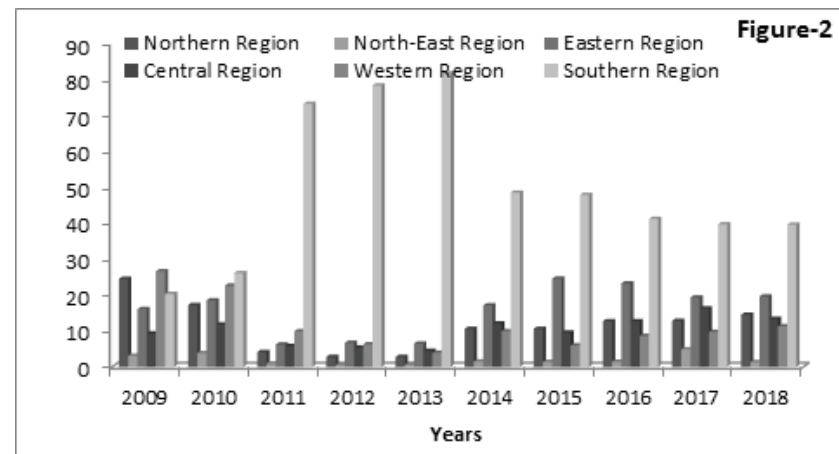 Figure-2
90
Northern Region North-East Region Eastern Region
80
Central Region Western Region Southern Region
70
60
50
40
30
20
10
0
2009 2010 2011 2012 2013 2014 2015 2016 2017 2018
Years